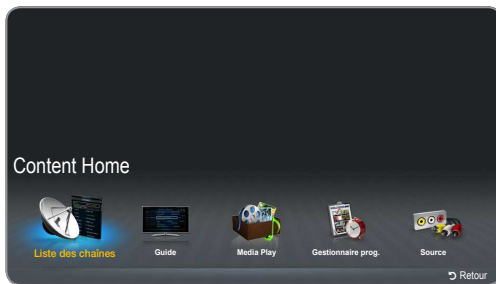 Content Home
Liste des chaînes
Guide
Media Play
Gestionnaire prog.
Source
Retour